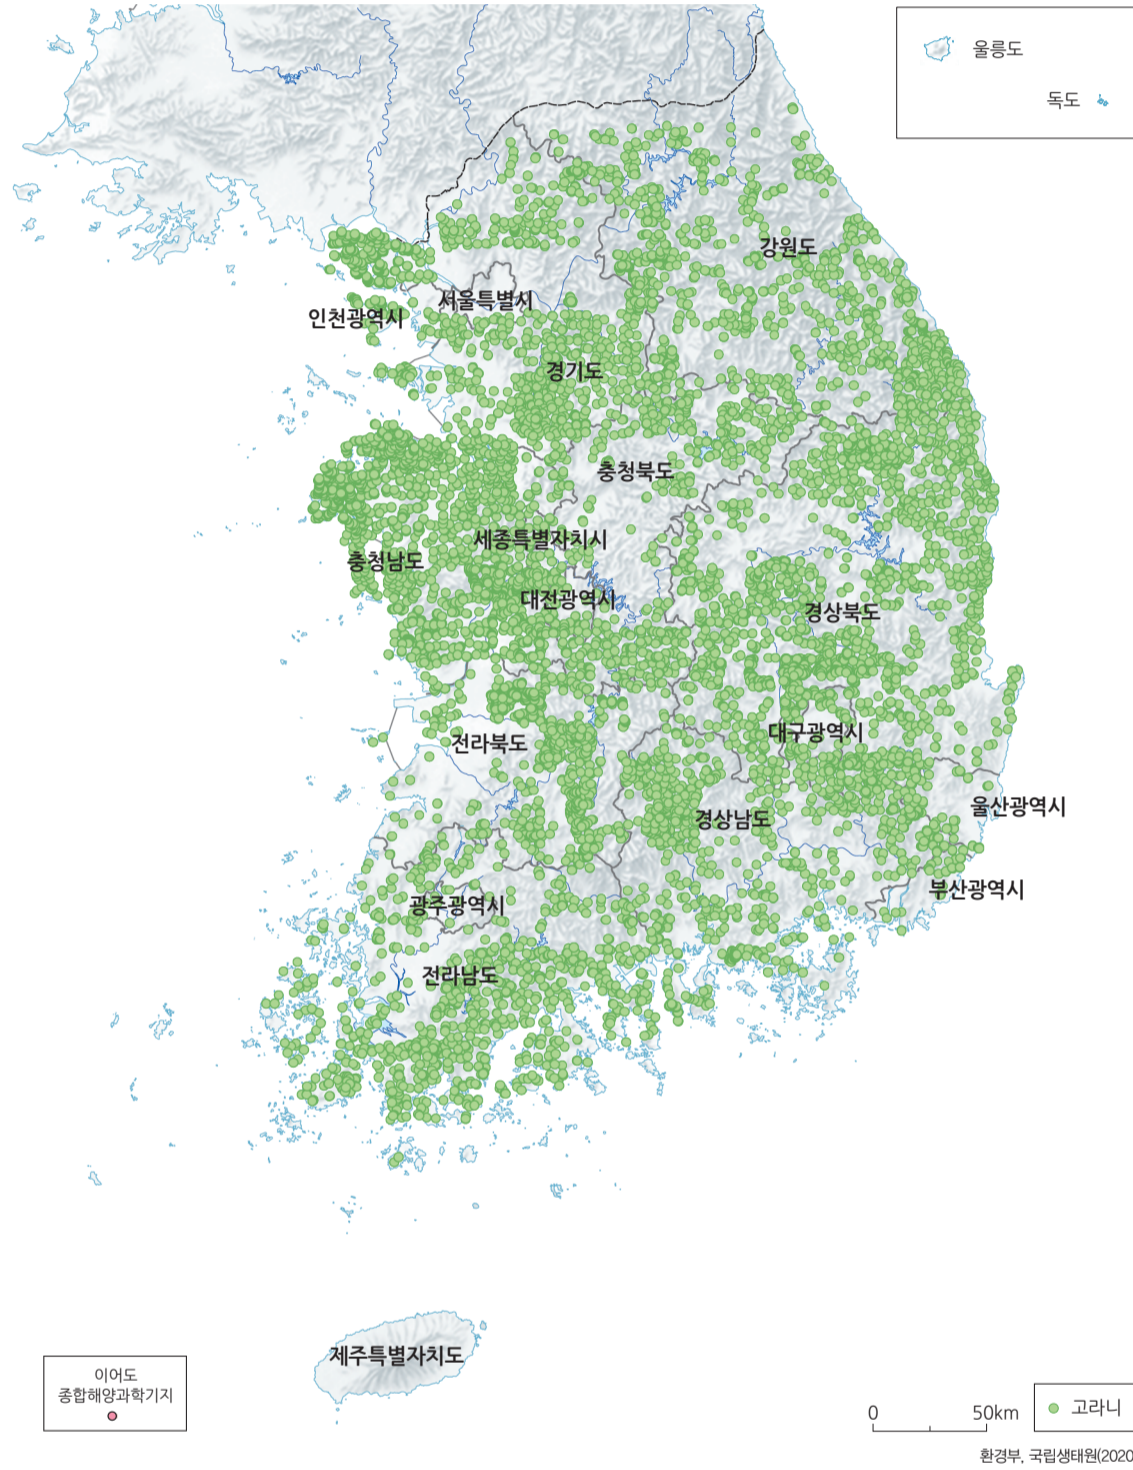 울릉도
독도
강원도
서울특별시
인천광역시
경기도
충청북도
세종특별자치시
충청남도
대전광역시
경상북도
대구광역시
전라북도
울산광역시
경상남도
부산광역시
광주광역시
전라남도
제주특별자치도
이어도
종합해양과학기지
0 50km
고라니
환경부, 국립생태원(2020